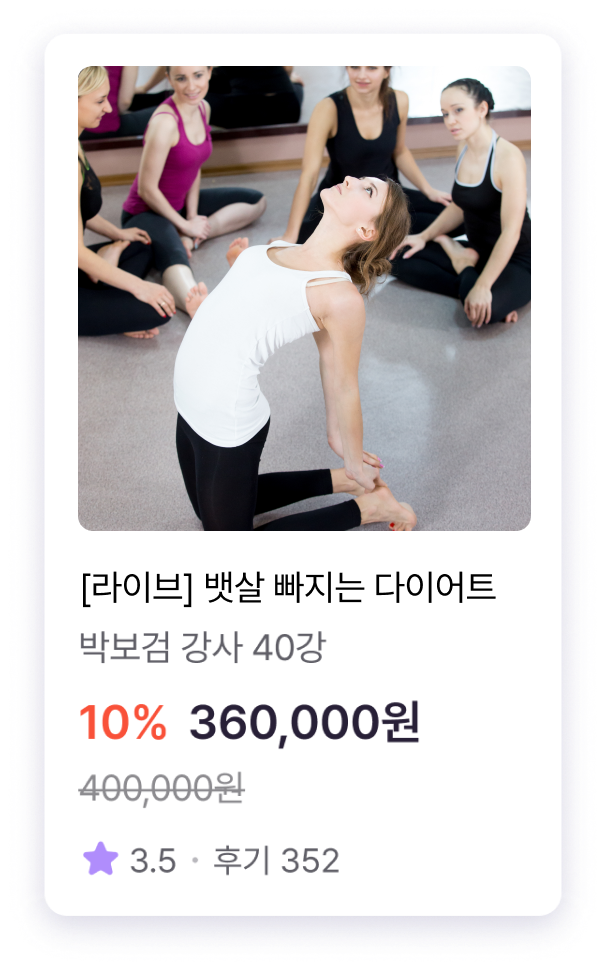 [라이브] 뱃살 빠지는 다이어트
박보검 강사 40강
10% 360,000원
400,000원
3.5 · 후기 352